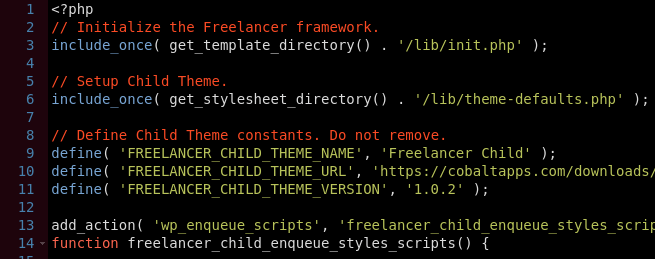 1 <?php
2 // Initialize the Freelancer framework.
3 include_once( get_template_directory() . '/lib/init.php' );
4
5 // Setup Child Theme.
6 include_once( get_stylesheet_directory() . '/lib/theme-defaults.php' );
7
8 // Define Child Theme constants. Do not remove.
9 define( 'FREELANCER_CHILD_THEME_NAME', 'Freelancer Child' );
10 define( 'FREELANCER_CHILD_THEME_URL', 'https://cobaltapps.com/downloads/
11 define( 'FREELANCER_CHILD_THEME_VERSION', '1.0.2' );
12
13 add_action( 'wp_enqueue_scripts', 'freelancer_child_enqueue_styles_scrip
14 function freelancer_child_enqueue_styles_scripts() {